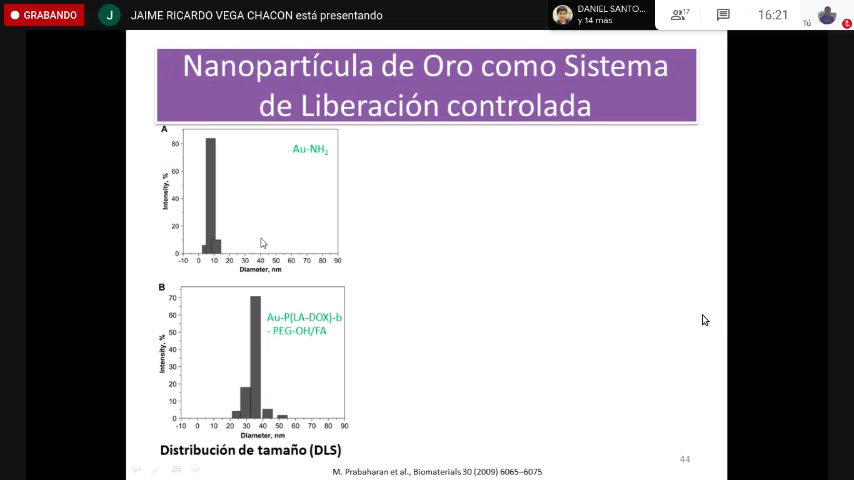 GRABANDO
J
JAIME RICARDO VEGA CHACON está presentando
DANIEL SANTO...
y 14 más
17
16:21
Tú
Nanopartícula de Oro como Sistema
de Liberación controlada
A
Au-NH2
Intensity, %
80
60
40
20
0
-10 0 10 20 30 40 50 60 70 80 90
Diameter, nm
B
Au-P(LA-DOX)-b
- PEG-OH/FA
Intensity, %
70
60
50
40
30
20
10
0
-10 0 10 20 30 40 50 60 70 80 90
Diameter, nm
Distribución de tamaño (DLS)
44
M. Prabaharan et al., Biomaterials 30 (2009) 6065–6075